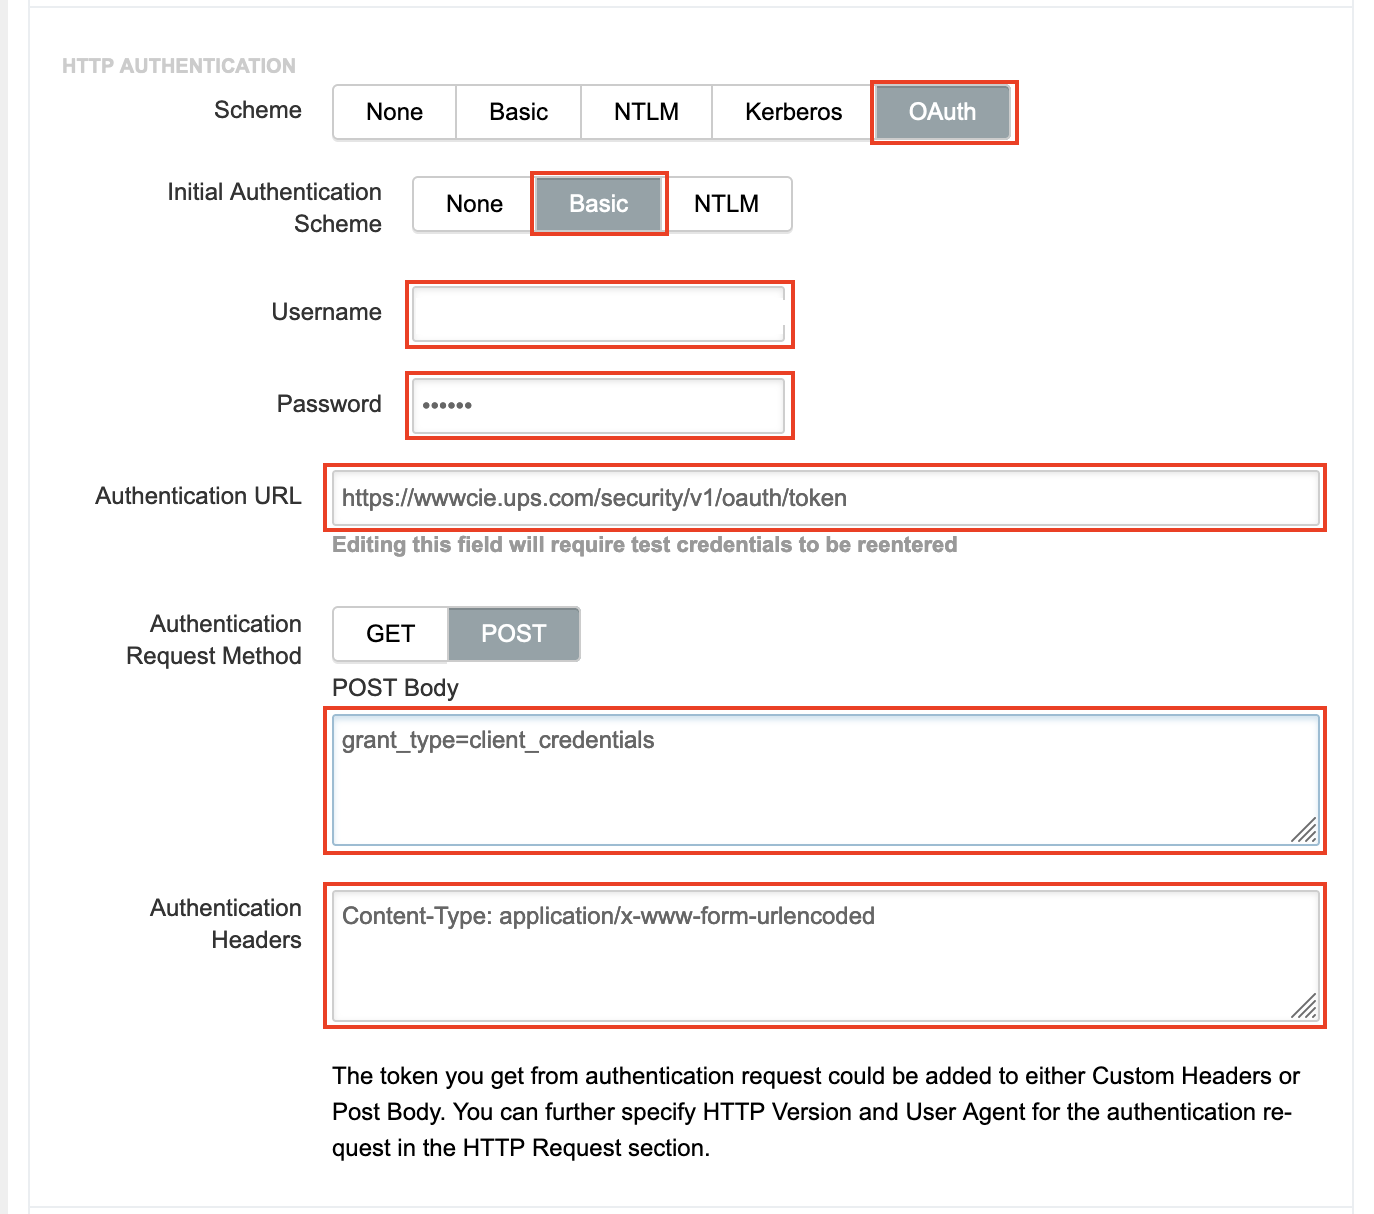 HTTP AUTHENTICATION
Scheme
None Basic NTLM Kerberos OAuth
Initial Authentication
Scheme
None Basic NTLM
Username
Password
••••••
Authentication URL
https://wwwcie.ups.com/security/v1/oauth/token
Editing this field will require test credentials to be reentered
Authentication
Request Method
GET POST
POST Body
grant_type=client_credentials
Authentication
Headers
Content-Type: application/x-www-form-urlencoded
The token you get from authentication request could be added to either Custom Headers or
Post Body. You can further specify HTTP Version and User Agent for the authentication re-
quest in the HTTP Request section.